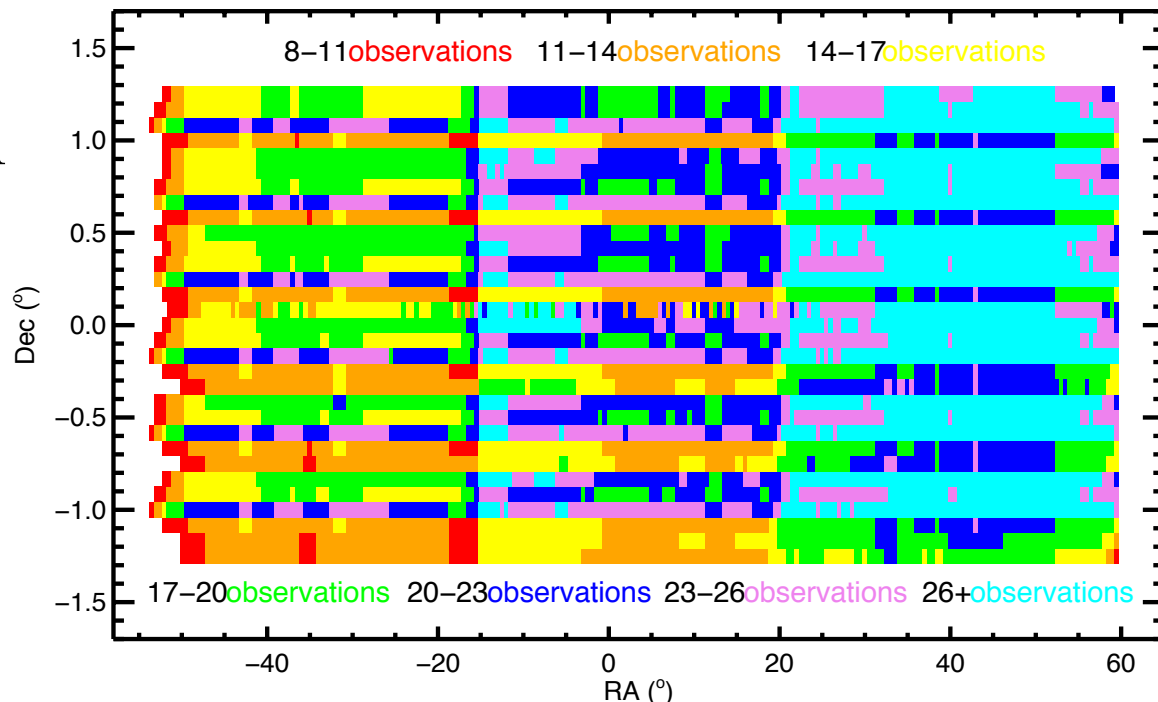 8−11observations 11−14observations 14−17observations
1.5
1.0
0.5
0.0
−0.5
−1.0
−1.5
Dec (°)
17−20observations 20−23observations 23−26observations 26+observations
−40 −20 0 20 40 60
RA (°)